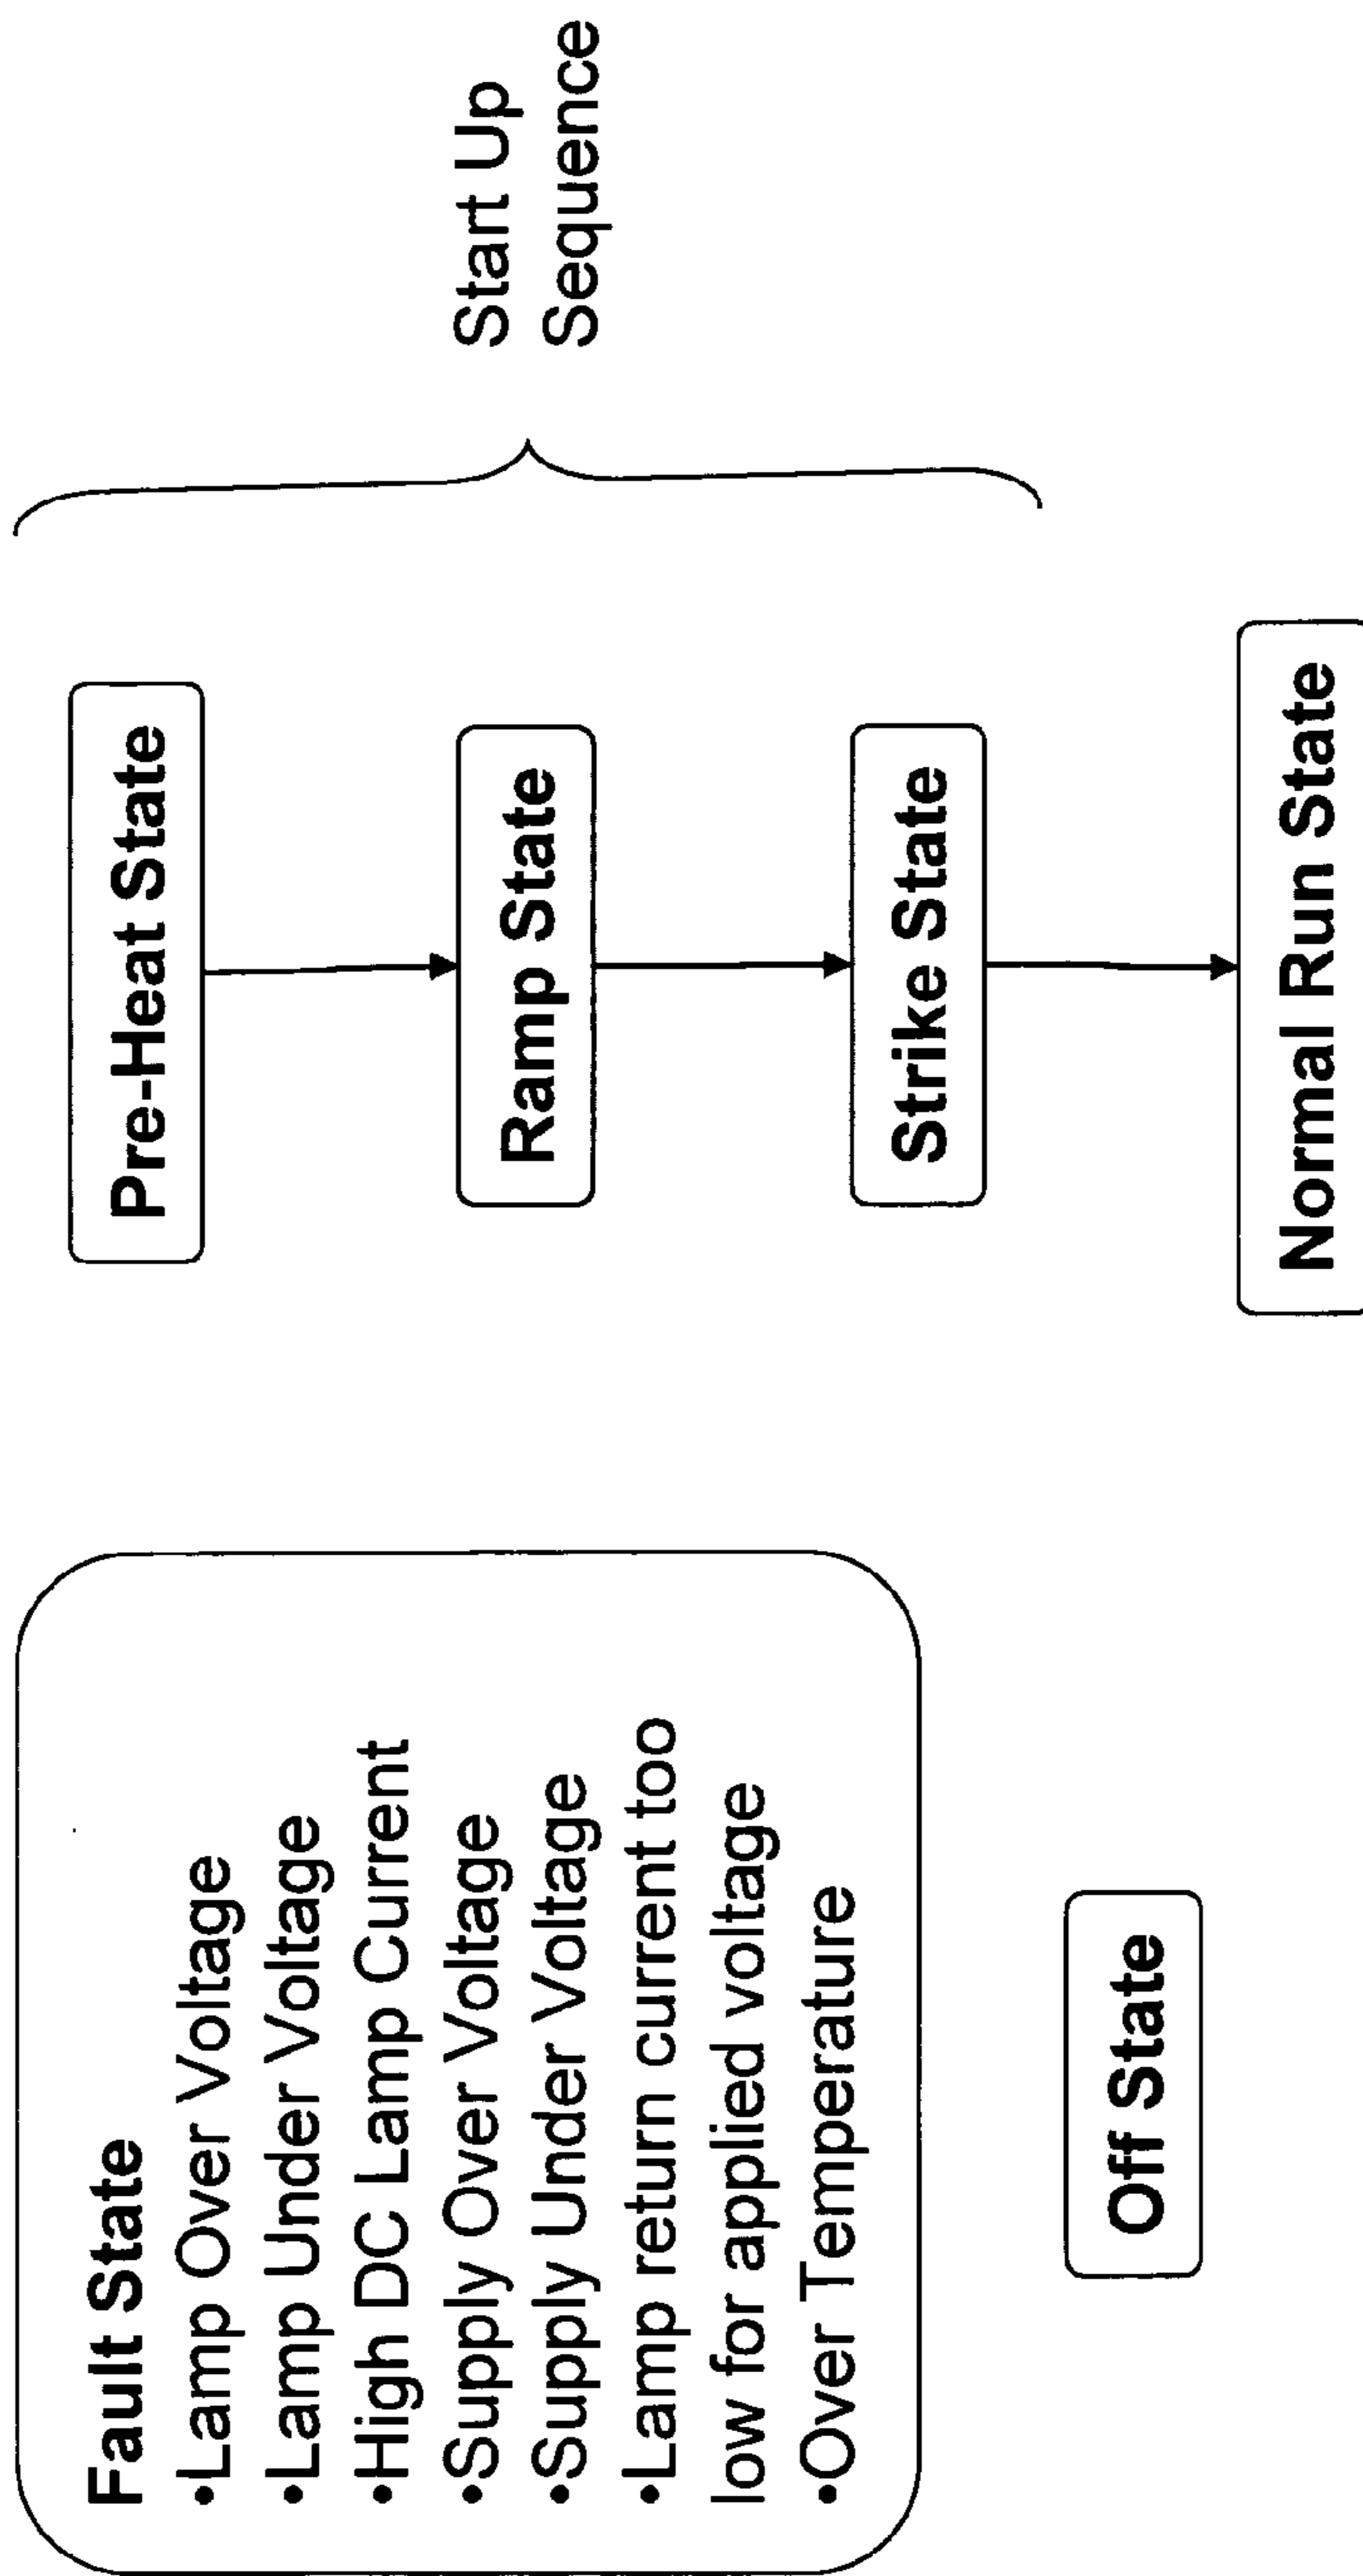 Fault State
•Lamp Over Voltage
•Lamp Under Voltage
•High DC Lamp Current
•Supply Over Voltage
•Supply Under Voltage
•Lamp return current too
low for applied voltage
•Over Temperature
Off State
Pre-Heat State
Ramp State
Strike State
Normal Run State
Start Up
Sequence